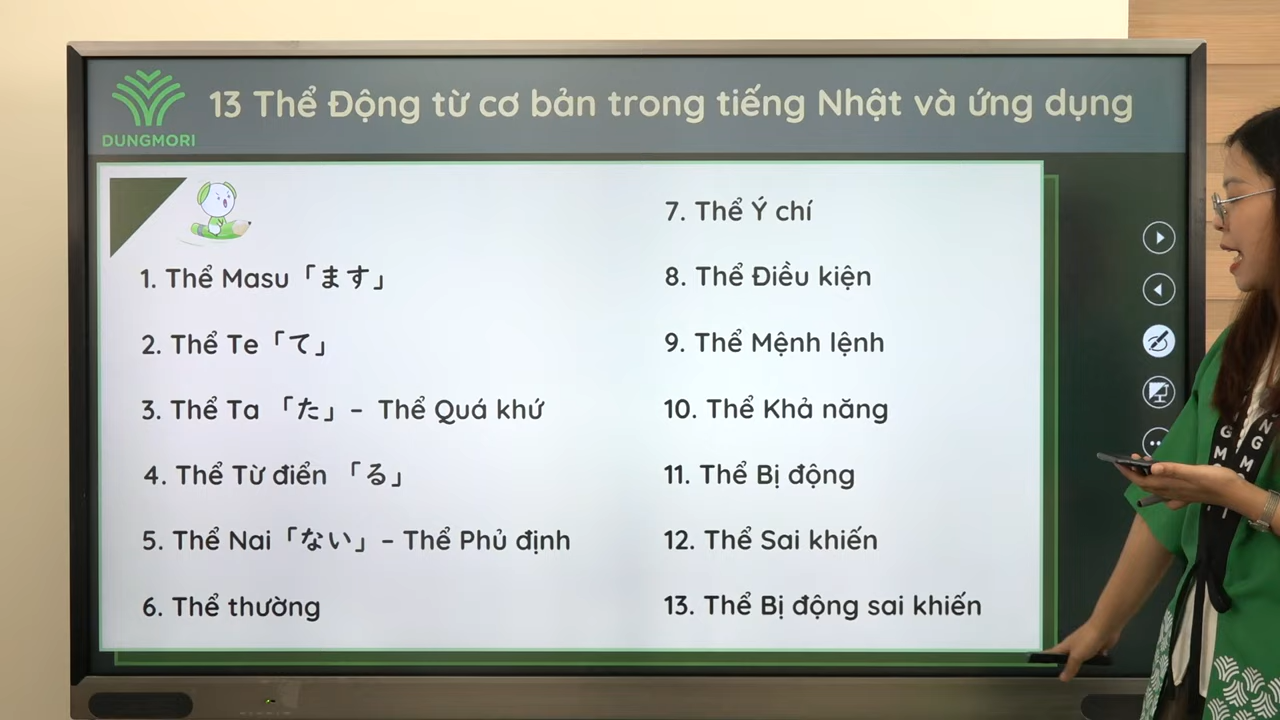 13 Thể Động từ cơ bản trong tiếng Nhật và ứng dụng
DUNGMORI
1. Thể Masu「ます」
2. Thể Te「て」
3. Thể Ta 「た」– Thể Quá khứ
4. Thể Từ điển 「る」
5. Thể Nai「ない」– Thể Phủ định
6. Thể thường
7. Thể Ý chí
8. Thể Điều kiện
9. Thể Mệnh lệnh
10. Thể Khả năng
11. Thể Bị động
12. Thể Sai khiến
13. Thể Bị động sai khiến